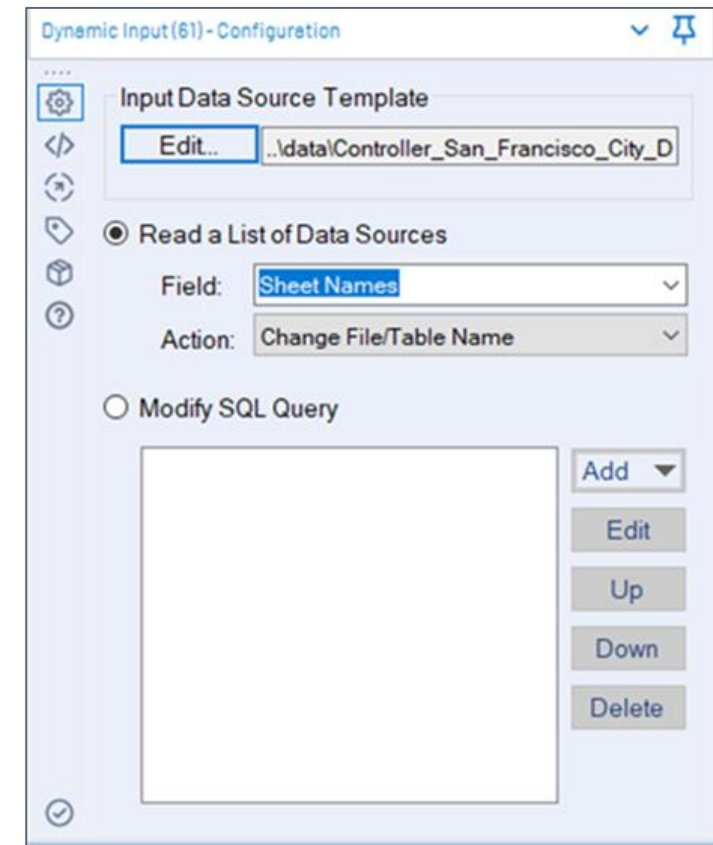 Dynamic Input (61) - Configuration
Input Data Source Template
Edit... ..\data\Controller_San_Francisco_City_D
Read a List of Data Sources
Field: Sheet Names
Action: Change File/Table Name
Modify SQL Query
Add
Edit
Up
Down
Delete